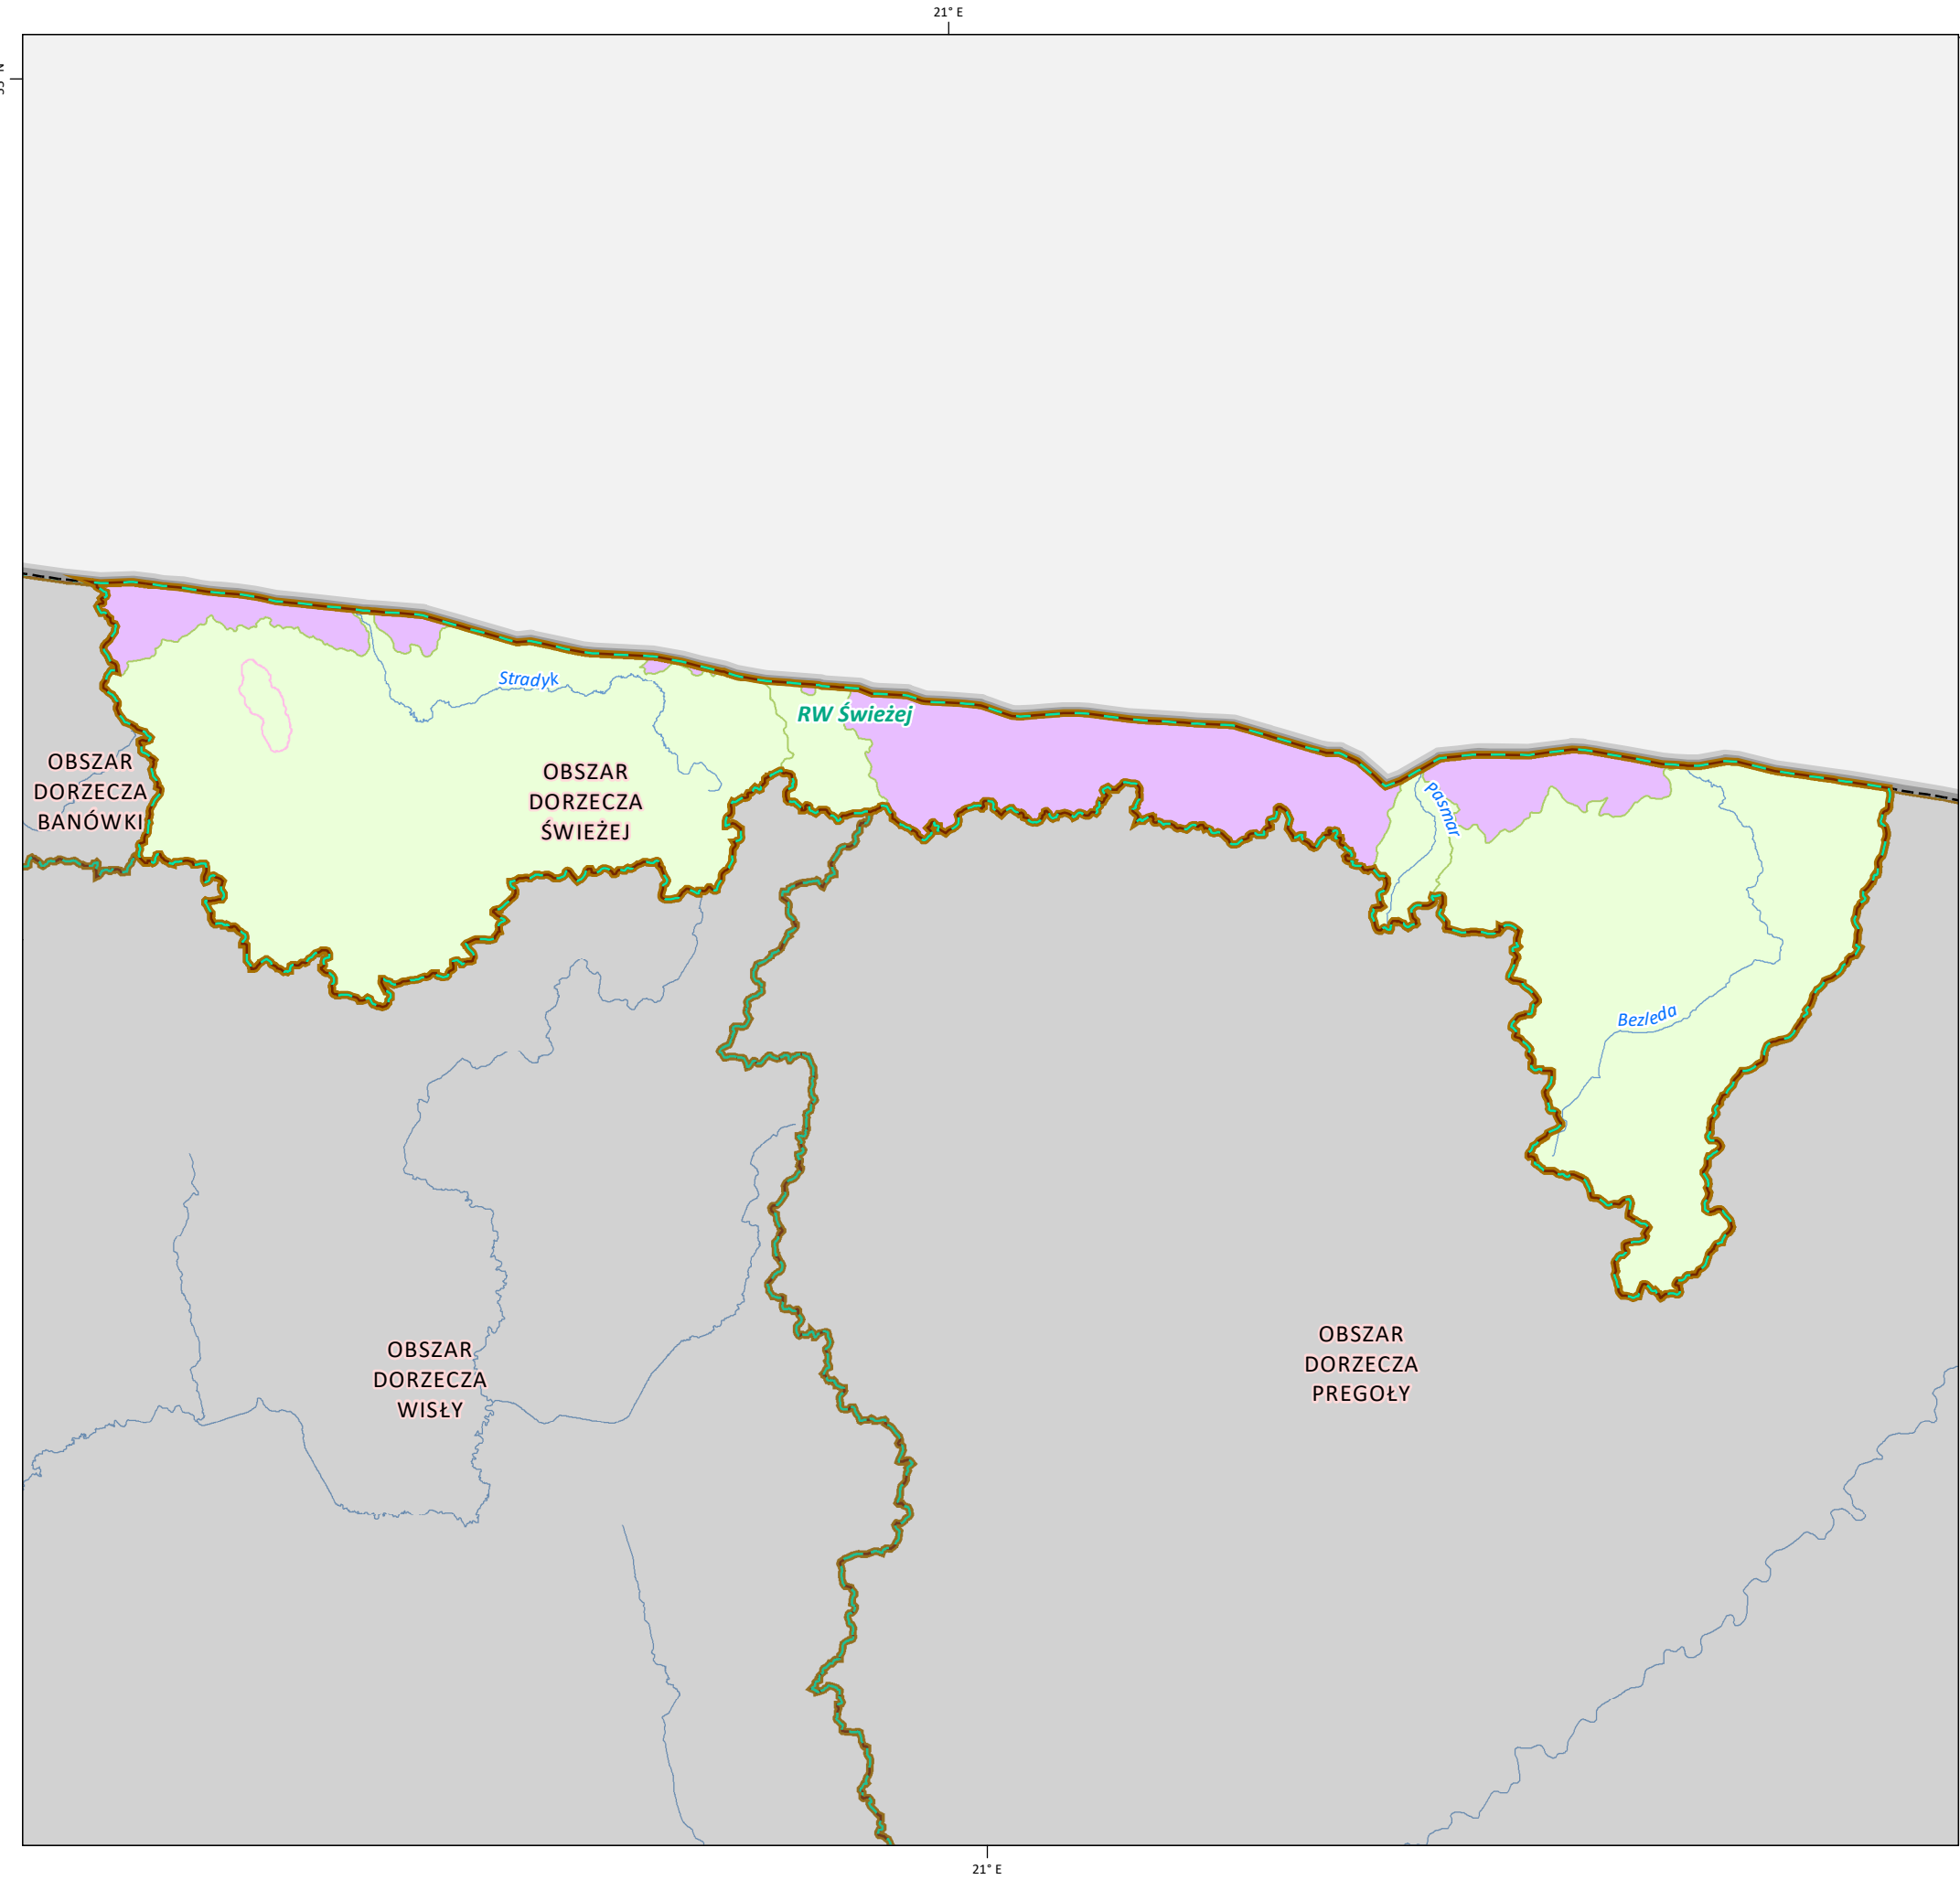 21° E
Stradyk
RW Świeżej
OBSZAR
DORZECZA
BANÓWKI
OBSZAR
DORZECZA
ŚWIEŻEJ
Pasmar
Bezleda
OBSZAR
DORZECZA
WISŁY
OBSZAR
DORZECZA
PREGOŁY
21° E